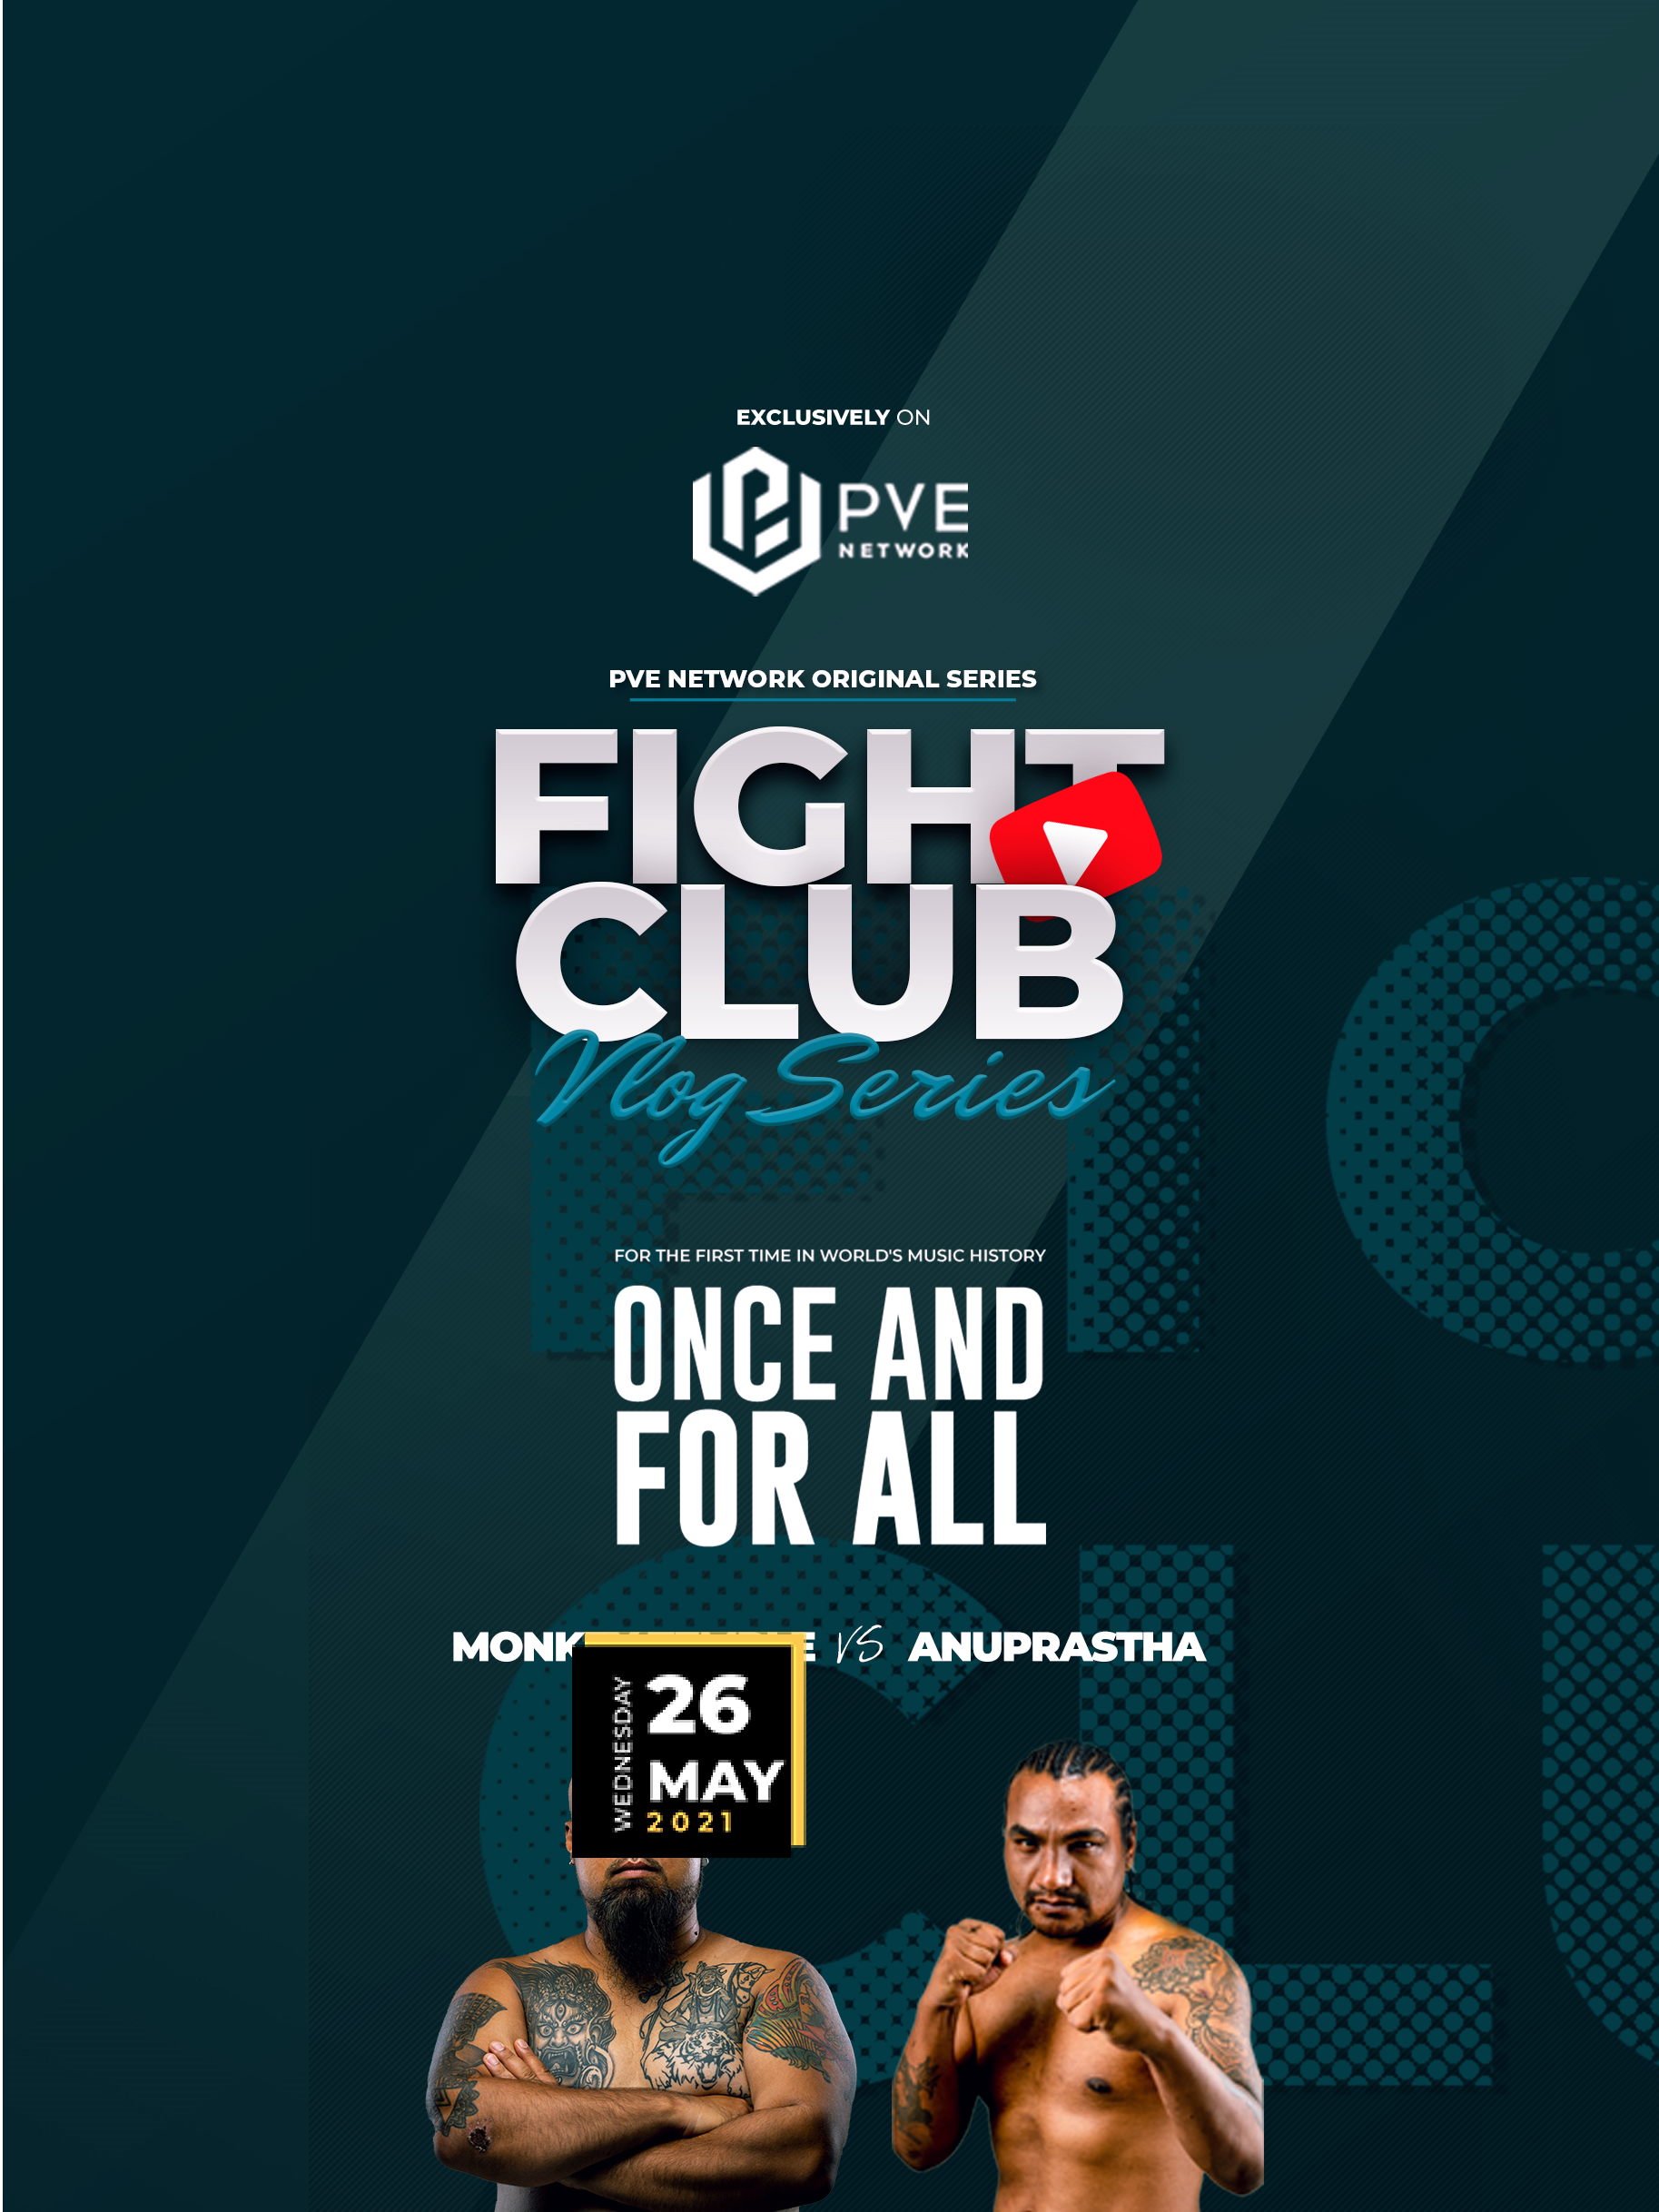 EXCLUSIVELY ON
PVE
NETWORK
PVE NETWORK ORIGINAL SERIES
FIGHT
CLUB
Vlog Series
FOR THE FIRST TIME IN WORLD'S MUSIC HISTORY
ONCE AND
FOR ALL
VS ANUPRASTHA
WEDNESDAY
26
MAY
2021